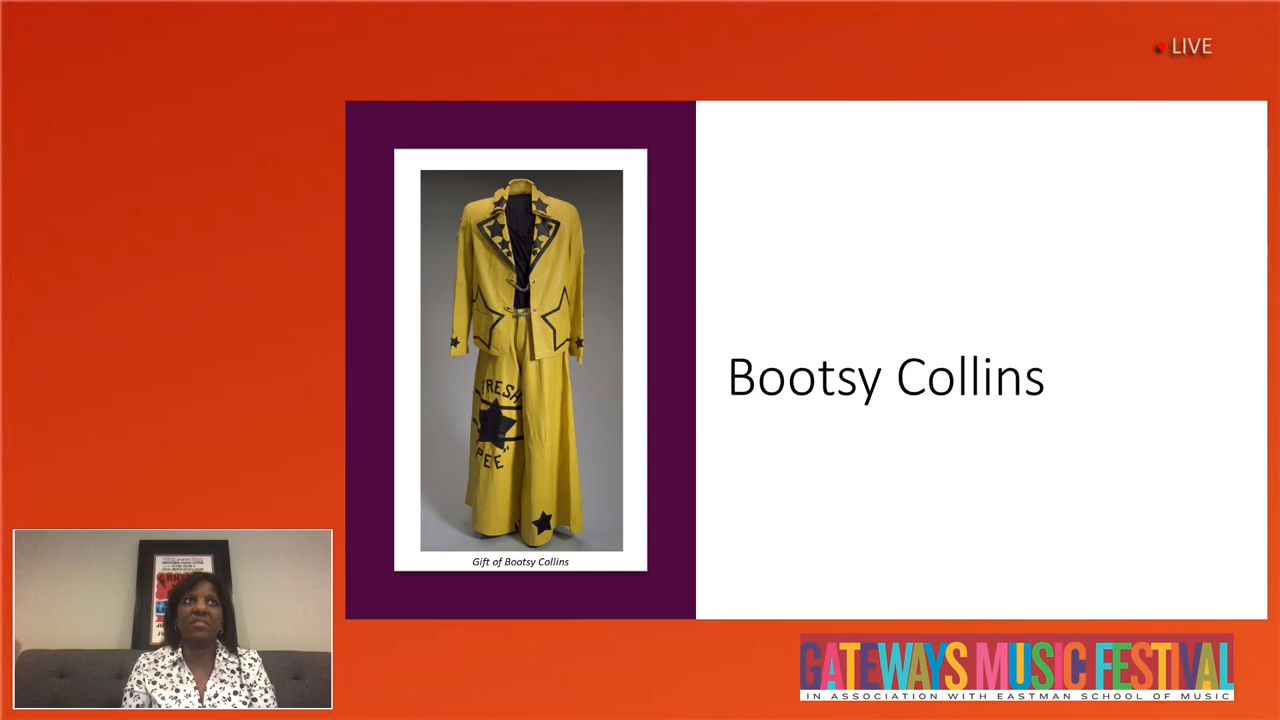 LIVE
Bootsy Collins
FRESH
PEE"
Gift of Bootsy Collins
GATEWAYS MUSIC FESTIVAL
IN ASSOCIATION WITH EASTMAN SCHOOL OF MUSIC